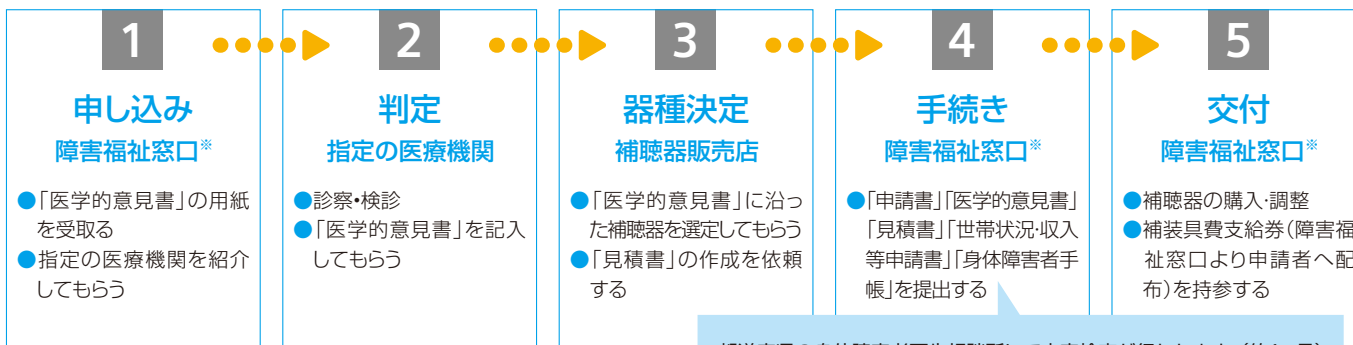 1
申し込み
障害福祉窓口※
●「医学的意見書」の用紙
を受取る
●指定の医療機関を紹介
してもらう
2
判定
指定の医療機関
●診察・検診
●「医学的意見書」を記入
してもらう
3
器種決定
補聴器販売店
●「医学的意見書」に沿っ
た補聴器を選定してもらう
●「見積書」の作成を依頼
する
4
手続き
障害福祉窓口※
●「申請書」「医学的意見書」
「見積書」「世帯状況・収入
等申請書」「身体障害者手
帳」を提出する
5
交付
障害福祉窓口※
●補聴器の購入・調整
●補装具費支給券(障害福
祉窓口より申請者へ配
布)を持参する